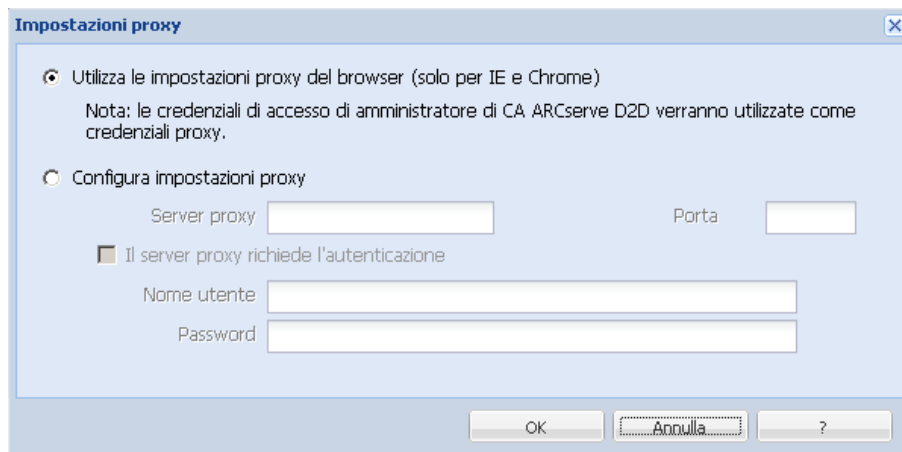 Impostazioni proxy
Utilizza le impostazioni proxy del browser (solo per IE e Chrome)
Nota: le credenziali di accesso di amministratore di CA ARCserve D2D verranno utilizzate come
credenziali proxy.
Configura impostazioni proxy
Server proxy Porta
Il server proxy richiede l'autenticazione
Nome utente
Password
OK Annulla ?